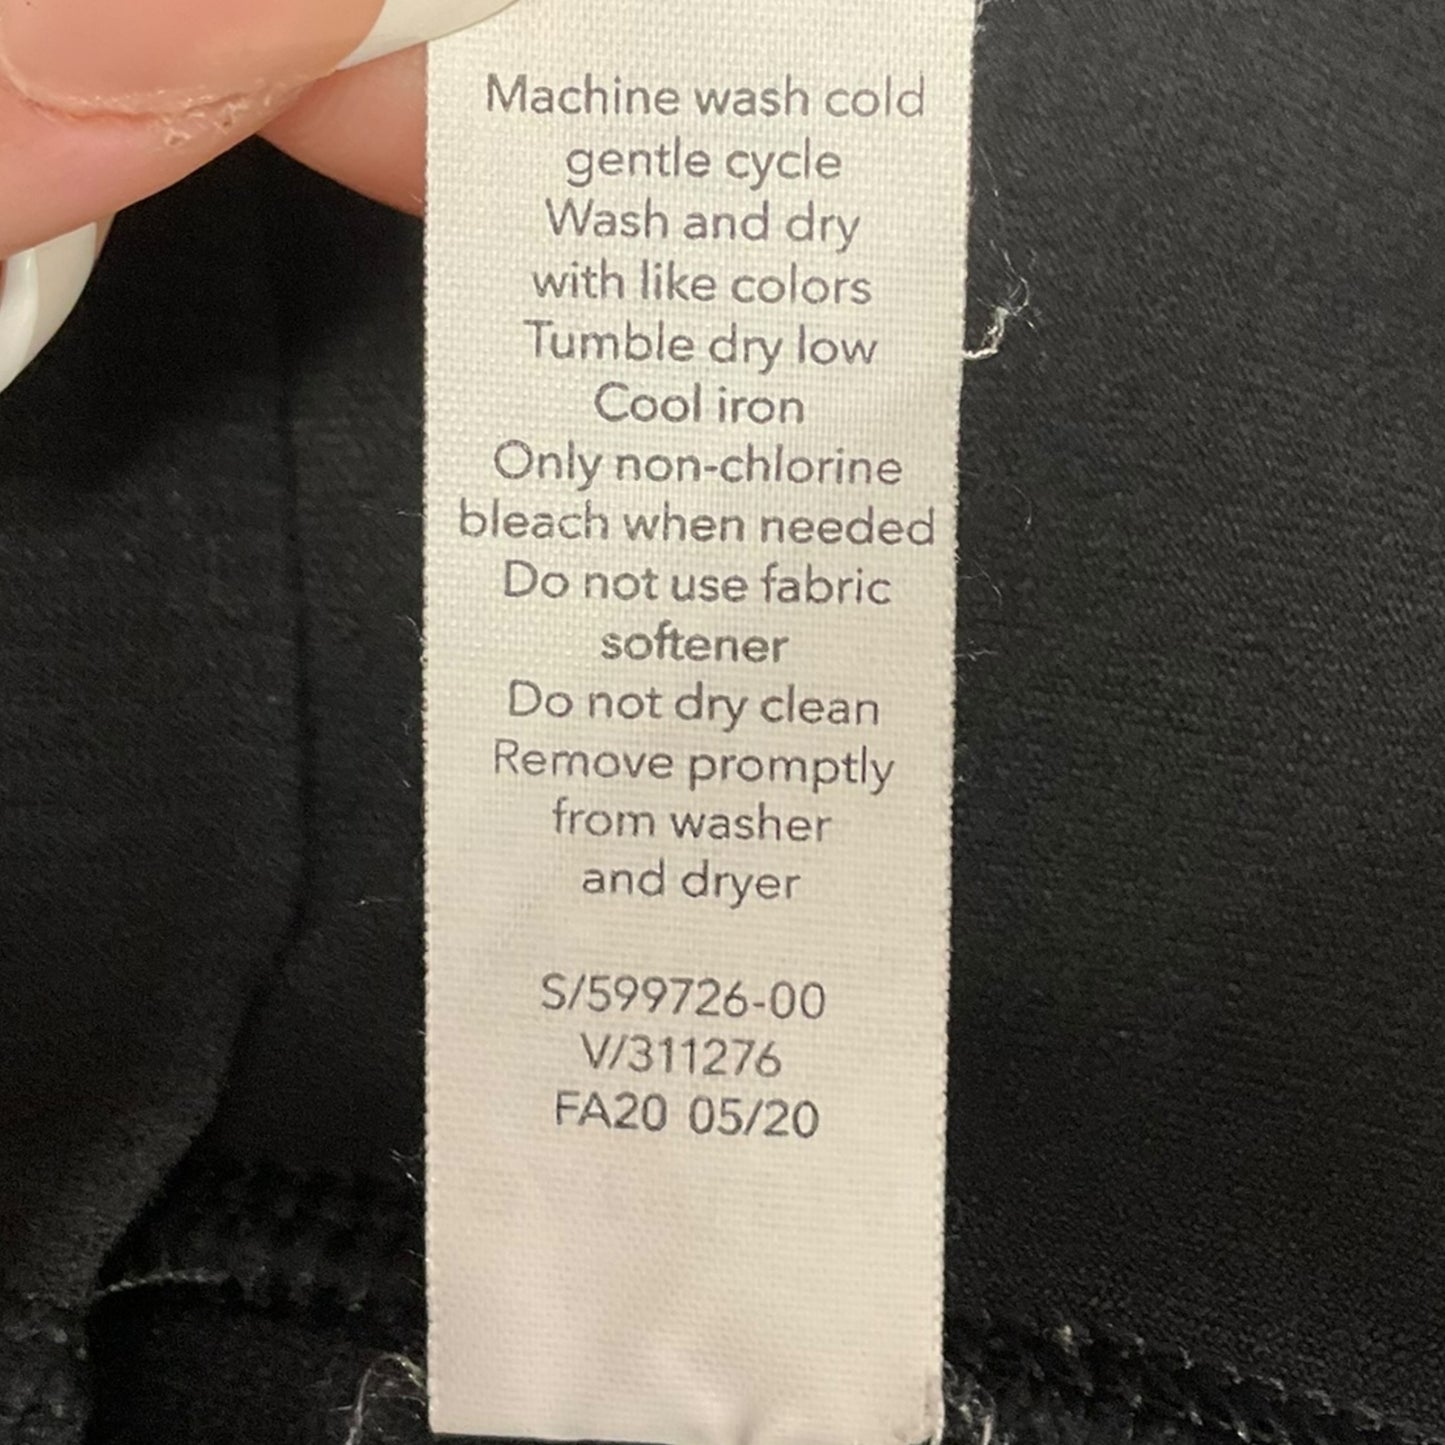 Machine wash cold
gentle cycle
Wash and dry
with like colors
Tumble dry low
Cool iron
Only non-chlorine
bleach when needed
Do not use fabric
softener
Do not dry clean
Remove promptly
from washer
and dryer
S/599726-00
V/311276
FA20 05/20